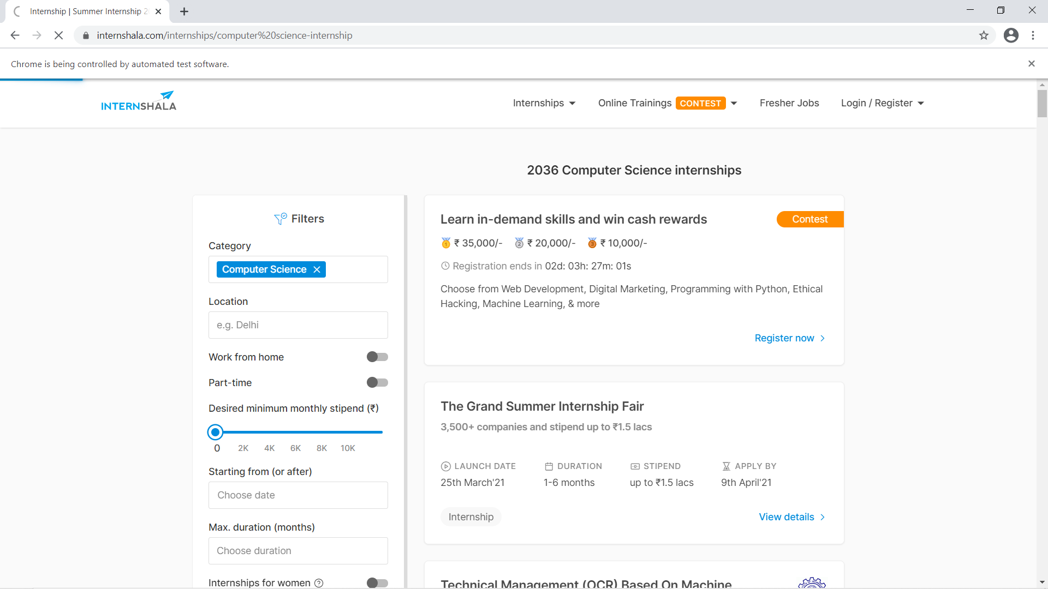 Internship | Summer Internship 2
internshala.com/internships/computer%20science-internship
Chrome is being controlled by automated test software.
INTERNSHALA
Internships
Online Trainings CONTEST
Fresher Jobs
Login / Register
2036 Computer Science internships
Filters
Category
Computer Science
Location
e.g. Delhi
Work from home
Part-time
Desired minimum monthly stipend (₹)
0 2K 4K 6K 8K 10K
Starting from (or after)
Choose date
Max. duration (months)
Choose duration
Internships for women ?
Learn in-demand skills and win cash rewards
Contest
₹ 35,000/- ₹ 20,000/- ₹ 10,000/-
Registration ends in 02d: 03h: 27m: 01s
Choose from Web Development, Digital Marketing, Programming with Python, Ethical
Hacking, Machine Learning, & more
Register now
The Grand Summer Internship Fair
3,500+ companies and stipend up to ₹1.5 lacs
LAUNCH DATE DURATION STIPEND APPLY BY
25th March'21 1-6 months up to ₹1.5 lacs 9th April'21
Internship
View details
Technical Management (OCR) Based On Machine